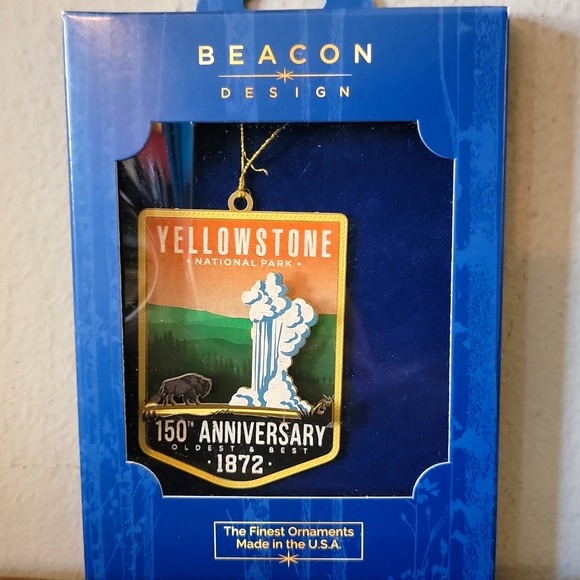 BEACON
DESIGN
YELLOWSTONE
• NATIONAL PARK •
150TH ANNIVERSARY
OLDEST & BEST
• 1872 •
The Finest Ornaments
Made in the U.S.A.